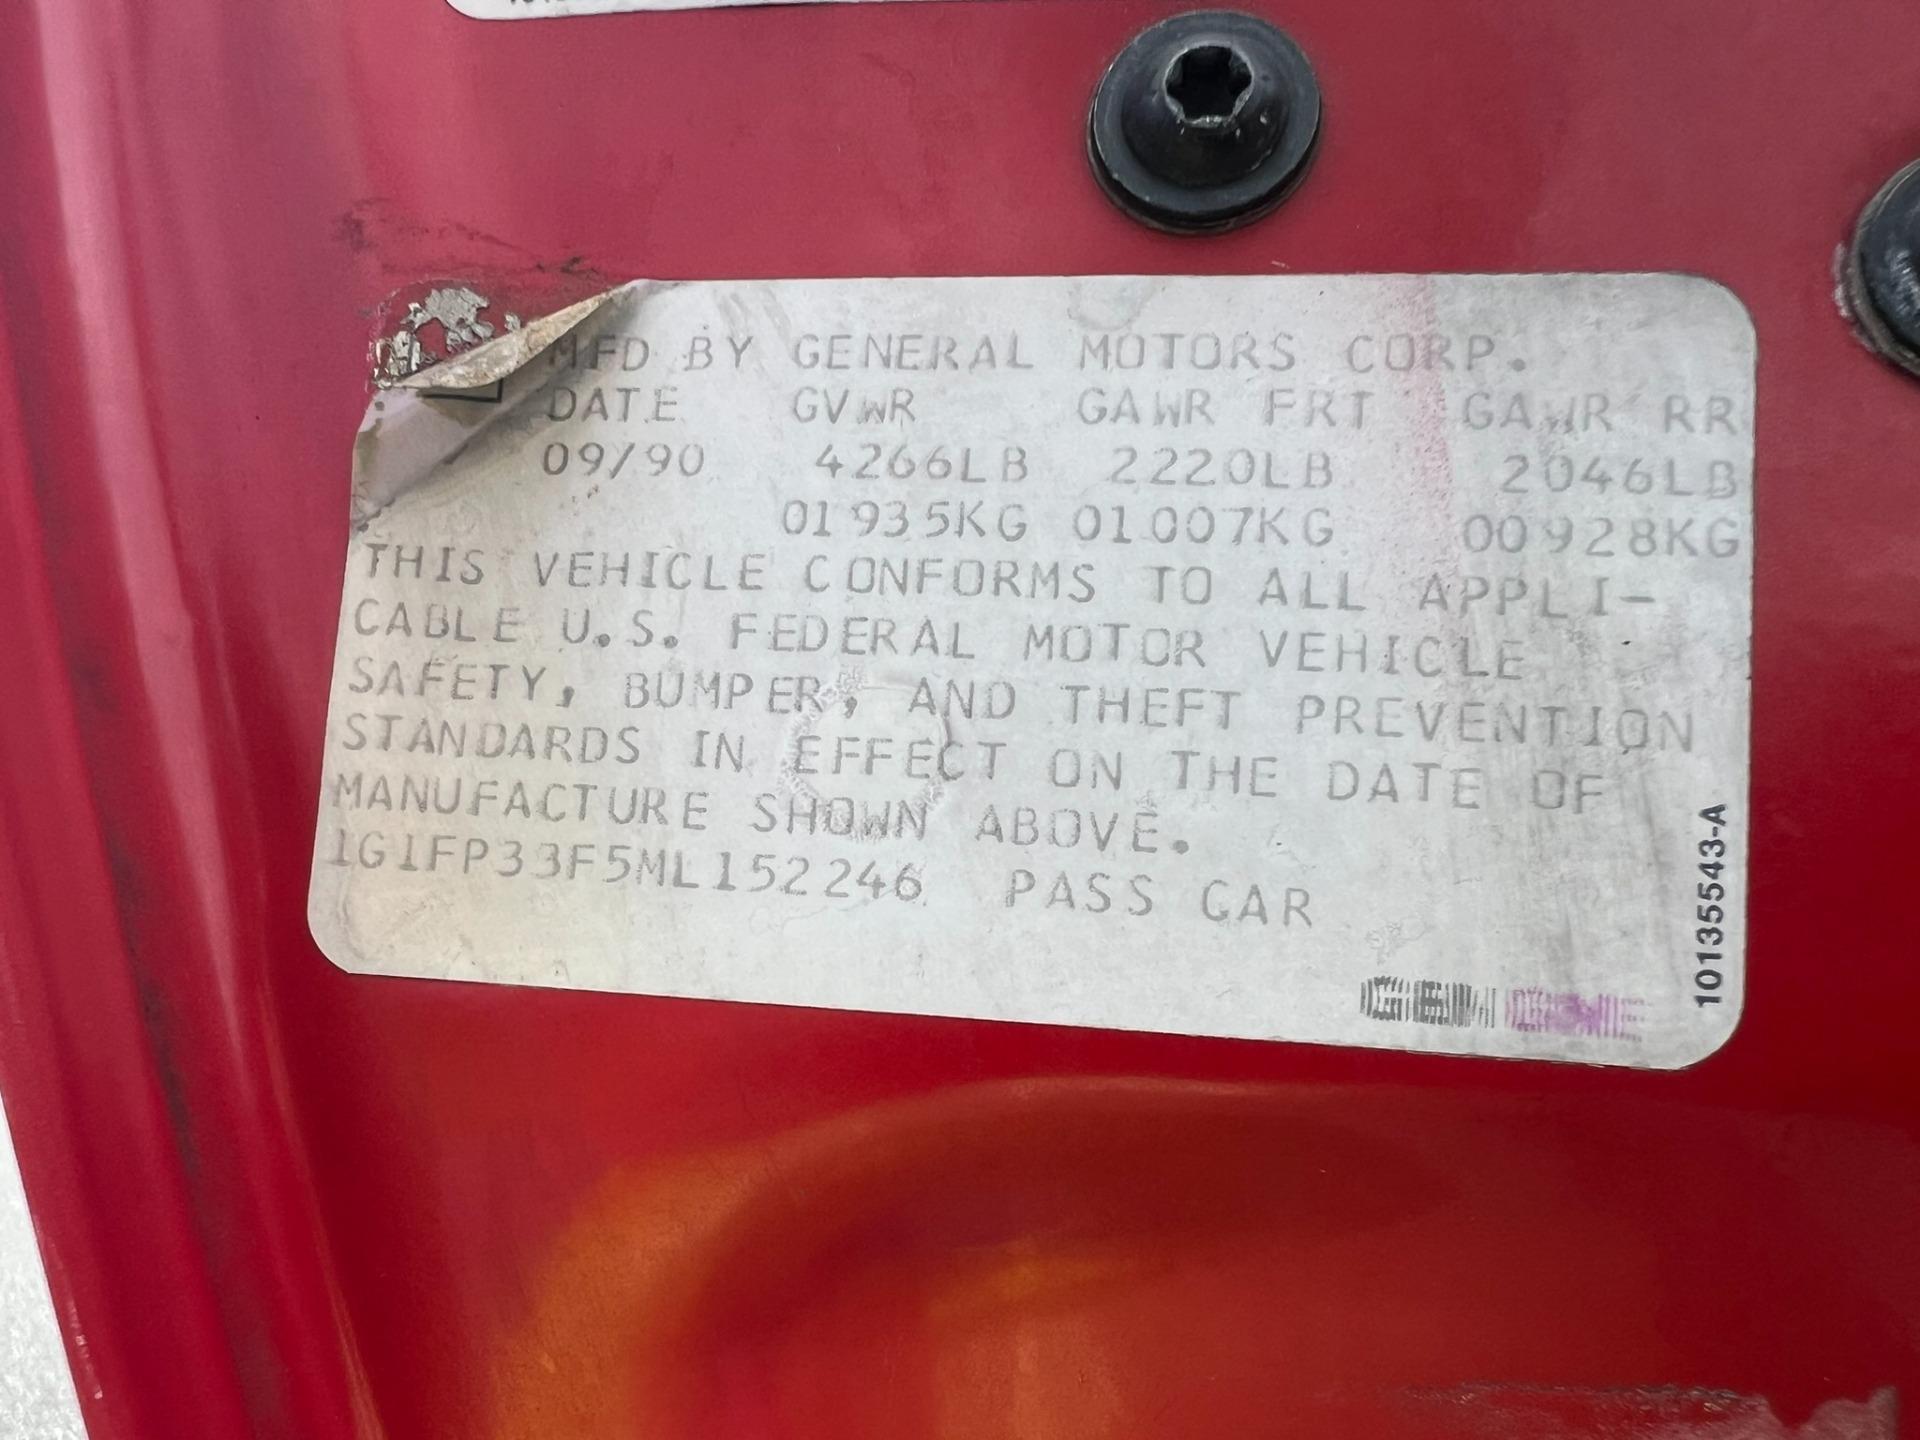 MFD BY GENERAL MOTORS CORP.
DATE GVWR GAWR FRT GAWR RR
09/90 4266LB 2220LB 2046LB
01935KG 01007KG 00928KG
THIS VEHICLE CONFORMS TO ALL APPLI-
CABLE U.S. FEDERAL MOTOR VEHICLE
SAFETY, BUMPER, AND THEFT PREVENTION
STANDARDS IN EFFECT ON THE DATE OF
MANUFACTURE SHOWN ABOVE.
1G1FP33F5ML152246 PASS CAR
10135543-A